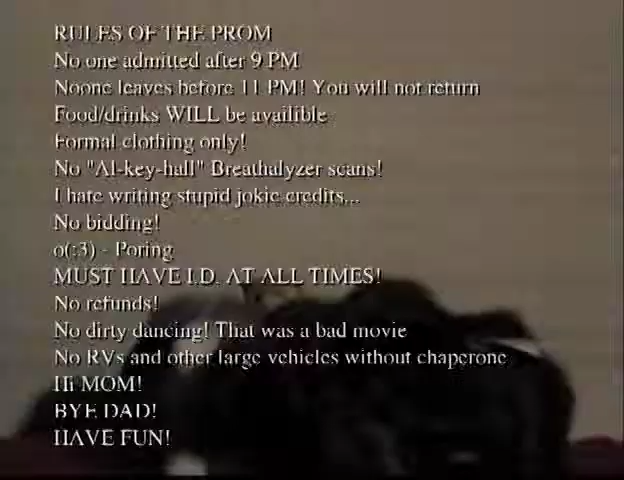 RULES OF THE PROM
No one admitted after 9 PM
Noone leaves before 11 PM! You will not return
Food/drinks WILL be availible
Formal clothing only!
No "Al-key-hall" Breathalyzer scans!
I hate writing stupid jokie credits...
No bidding!
o(:3) - Poring
MUST HAVE I.D. AT ALL TIMES!
No refunds!
No dirty dancing! That was a bad movie
No RVs and other large vehicles without chaperone
Hi MOM!
BYE DAD!
HAVE FUN!